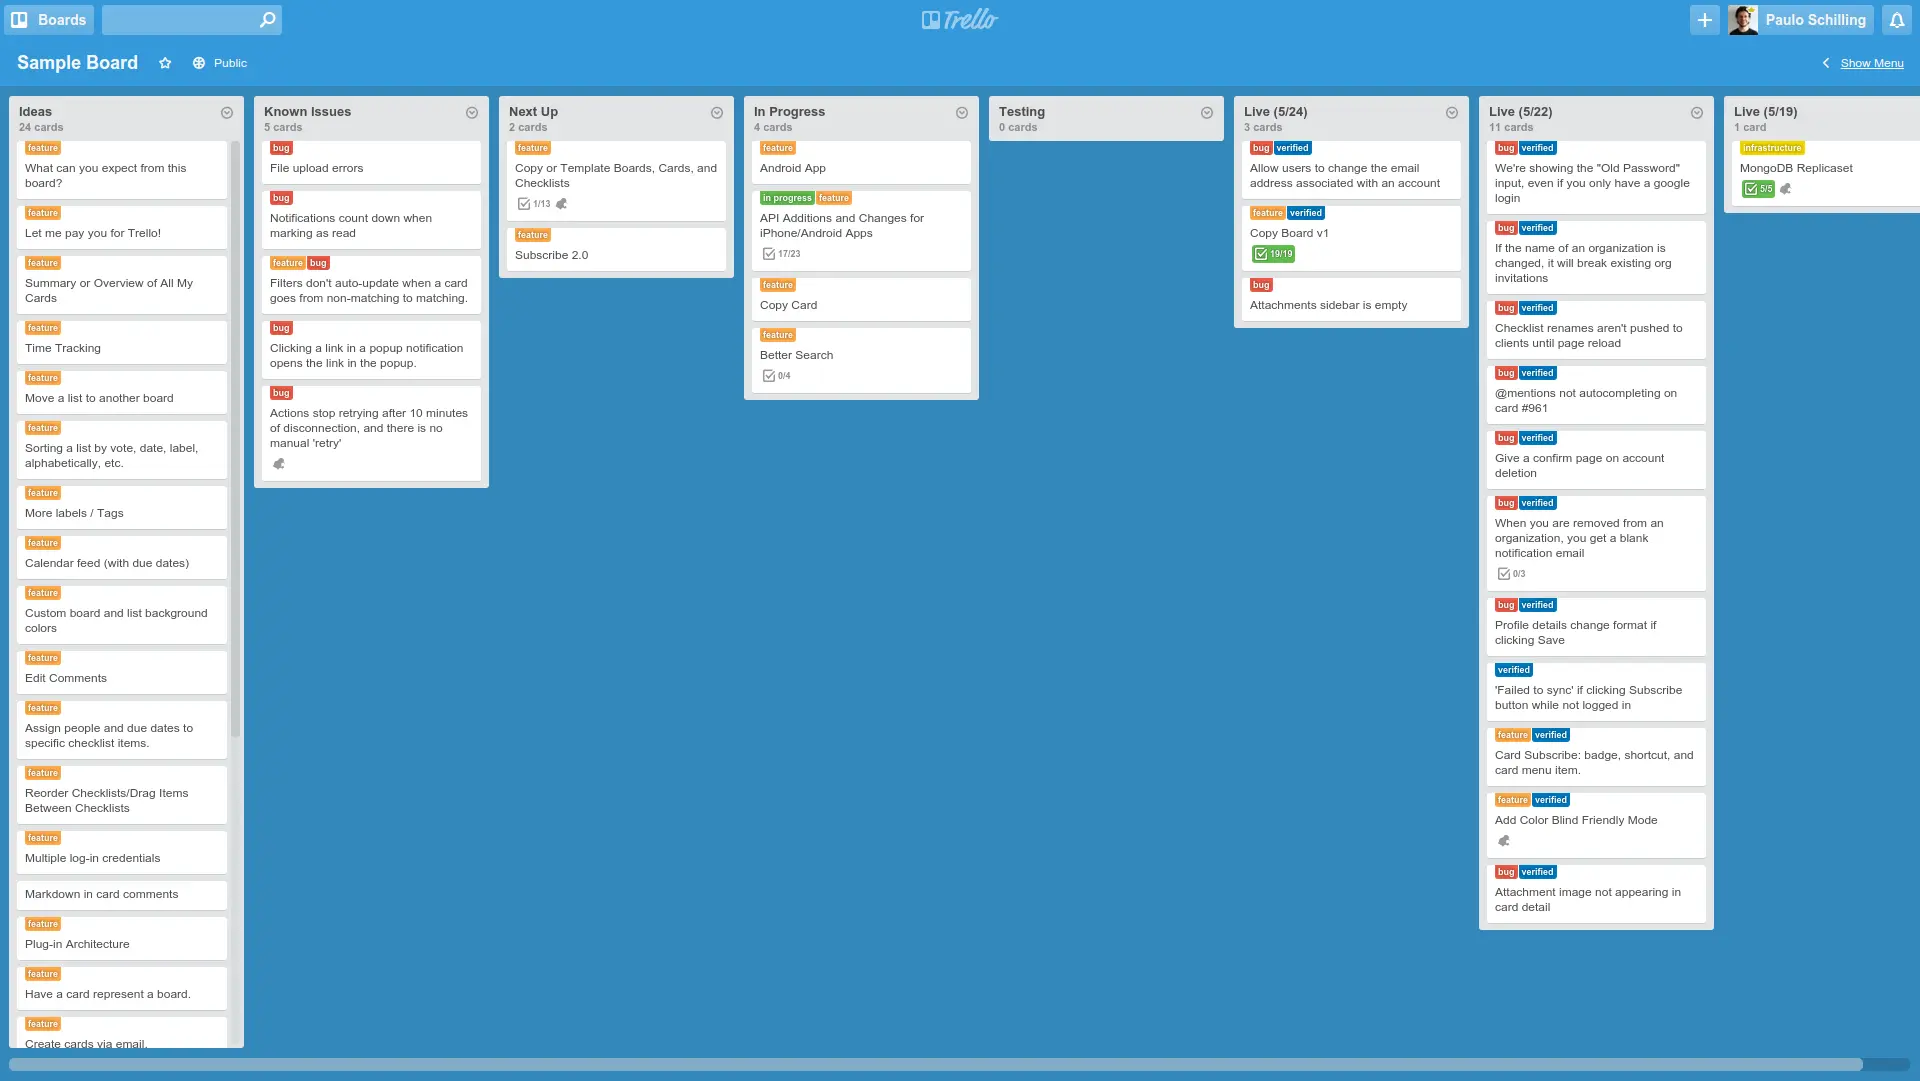 Boards
Trello
Paulo Schilling
Sample Board
Public
Show Menu
Ideas
24 cards
feature
What can you expect from this
board?
feature
Let me pay you for Trello!
feature
Summary or Overview of All My
Cards
feature
Time Tracking
feature
Move a list to another board
feature
Sorting a list by vote, date, label,
alphabetically, etc.
feature
More labels / Tags
feature
Calendar feed (with due dates)
feature
Custom board and list background
colors
feature
Edit Comments
feature
Assign people and due dates to
specific checklist items.
feature
Reorder Checklists/Drag Items
Between Checklists
feature
Multiple log-in credentials
Markdown in card comments
feature
Plug-in Architecture
feature
Have a card represent a board.
feature
Create cards via email.
Known Issues
5 cards
bug
File upload errors
bug
Notifications count down when
marking as read
feature bug
Filters don't auto-update when a card
goes from non-matching to matching.
bug
Clicking a link in a popup notification
opens the link in the popup.
bug
Actions stop retrying after 10 minutes
of disconnection, and there is no
manual 'retry'
Next Up
2 cards
feature
Copy or Template Boards, Cards, and
Checklists
1/13
feature
Subscribe 2.0
In Progress
4 cards
feature
Android App
in progress feature
API Additions and Changes for
iPhone/Android Apps
17/23
feature
Copy Card
feature
Better Search
0/4
Testing
0 cards
Live (5/24)
3 cards
bug verified
Allow users to change the email
address associated with an account
feature verified
Copy Board v1
19/19
bug
Attachments sidebar is empty
Live (5/22)
11 cards
bug verified
We're showing the "Old Password"
input, even if you only have a google
login
bug verified
If the name of an organization is
changed, it will break existing org
invitations
bug verified
Checklist renames aren't pushed to
clients until page reload
bug verified
@mentions not autocompleting on
card #961
bug verified
Give a confirm page on account
deletion
bug verified
When you are removed from an
organization, you get a blank
notification email
0/3
bug verified
Profile details change format if
clicking Save
verified
'Failed to sync' if clicking Subscribe
button while not logged in
feature verified
Card Subscribe: badge, shortcut, and
card menu item.
feature verified
Add Color Blind Friendly Mode
bug verified
Attachment image not appearing in
card detail
Live (5/19)
1 card
infrastructure
MongoDB Replicaset
5/5